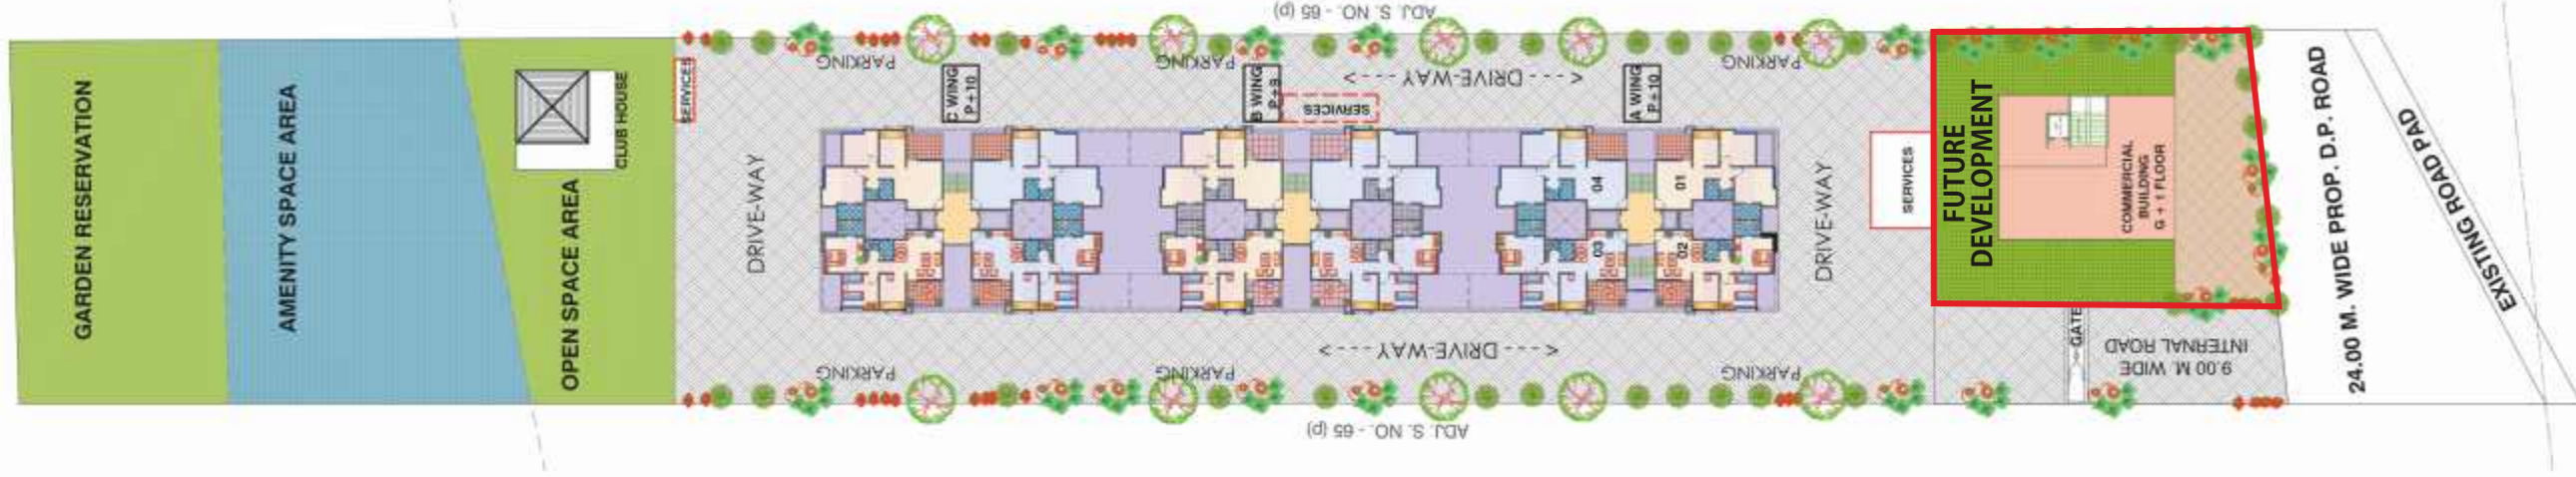 ADJ. S. NO. - 65 (p)
GARDEN RESERVATION
AMENITY SPACE AREA
OPEN SPACE AREA
CLUB HOUSE
SERVICES
PARKING
C WING
P+10
PARKING
B WING
P+9
SERVICES
<--- DRIVE-WAY --->
A WING
P+10
PARKING
DRIVE-WAY
04
01
03
02
DRIVE-WAY
SERVICES
FUTURE
DEVELOPMENT
COMMERCIAL
BUILDING
G + 1 FLOOR
24.00 M. WIDE PROP. D.P. ROAD
EXISTING ROAD PAD
PARKING
PARKING
<--- DRIVE-WAY --->
PARKING
GATE
9.00 M. WIDE
INTERNAL ROAD
ADJ. S. NO. - 65 (p)